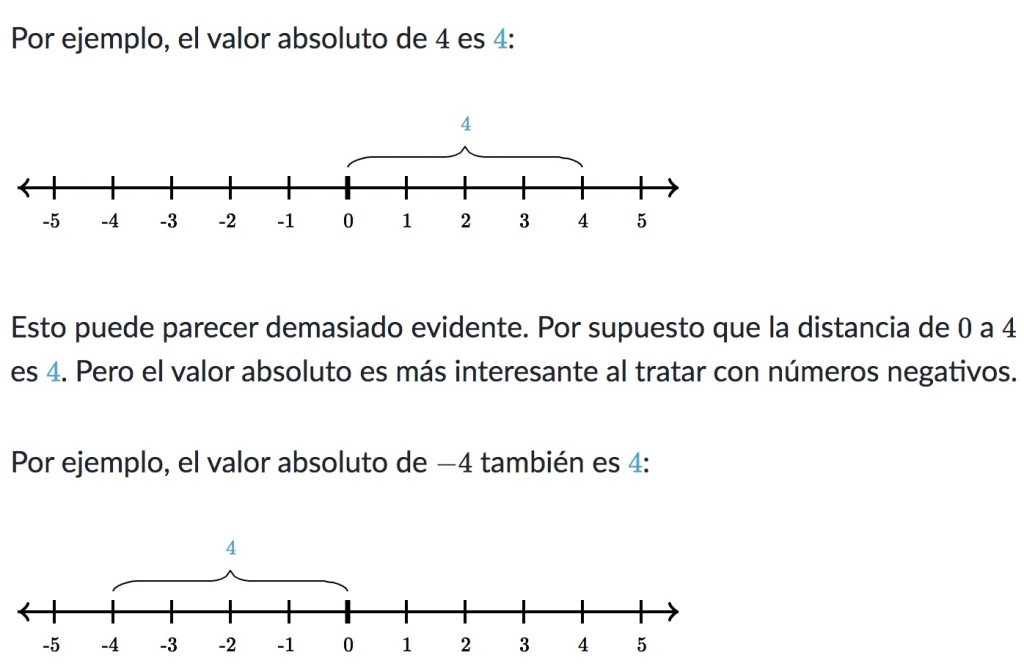 Por ejemplo, el valor absoluto de 4 es 4:
4
-5 -4 -3 -2 -1 0 1 2 3 4 5
Esto puede parecer demasiado evidente. Por supuesto que la distancia de 0 a 4
es 4. Pero el valor absoluto es más interesante al tratar con números negativos.
Por ejemplo, el valor absoluto de −4 también es 4:
4
-5 -4 -3 -2 -1 0 1 2 3 4 5